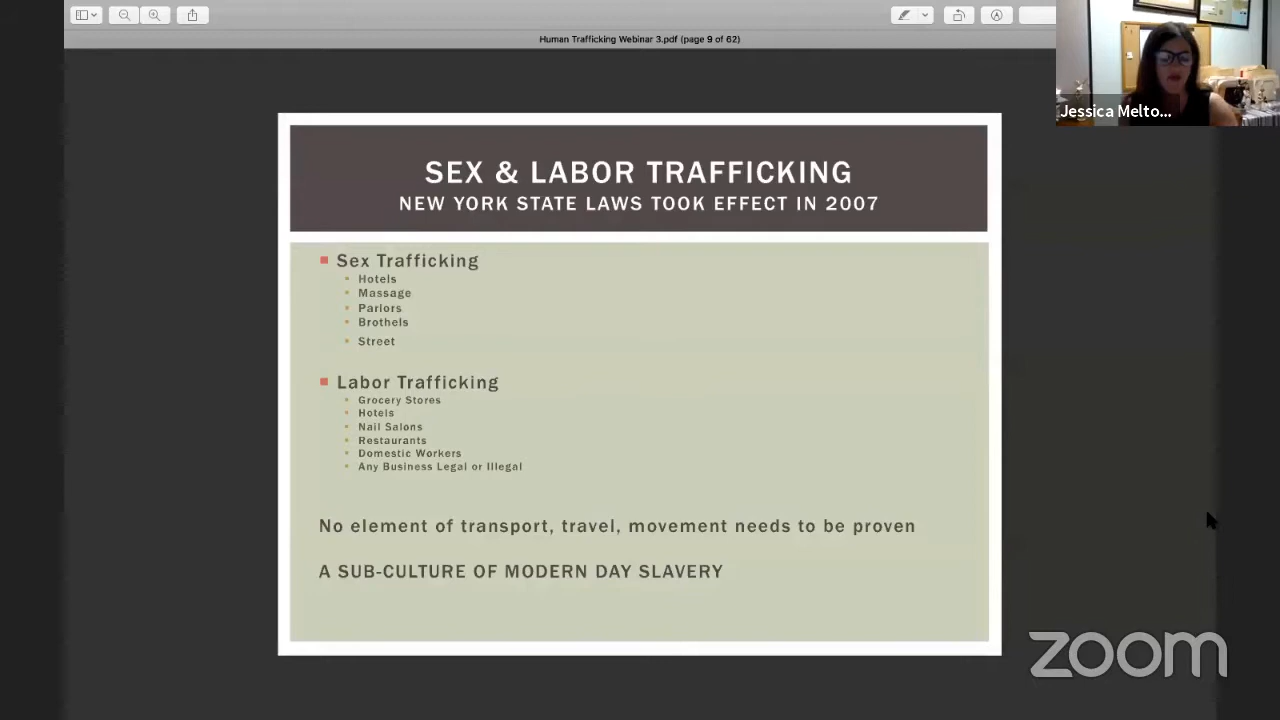 Human Trafficking Webinar 3.pdf (page 9 of 62)
Jessica Melto...
SEX & LABOR TRAFFICKING
NEW YORK STATE LAWS TOOK EFFECT IN 2007
Sex Trafficking
Hotels
Massage
Parlors
Brothels
Street
Labor Trafficking
Grocery Stores
Hotels
Nail Salons
Restaurants
Domestic Workers
Any Business Legal or Illegal
No element of transport, travel, movement needs to be proven
A SUB-CULTURE OF MODERN DAY SLAVERY
zoom